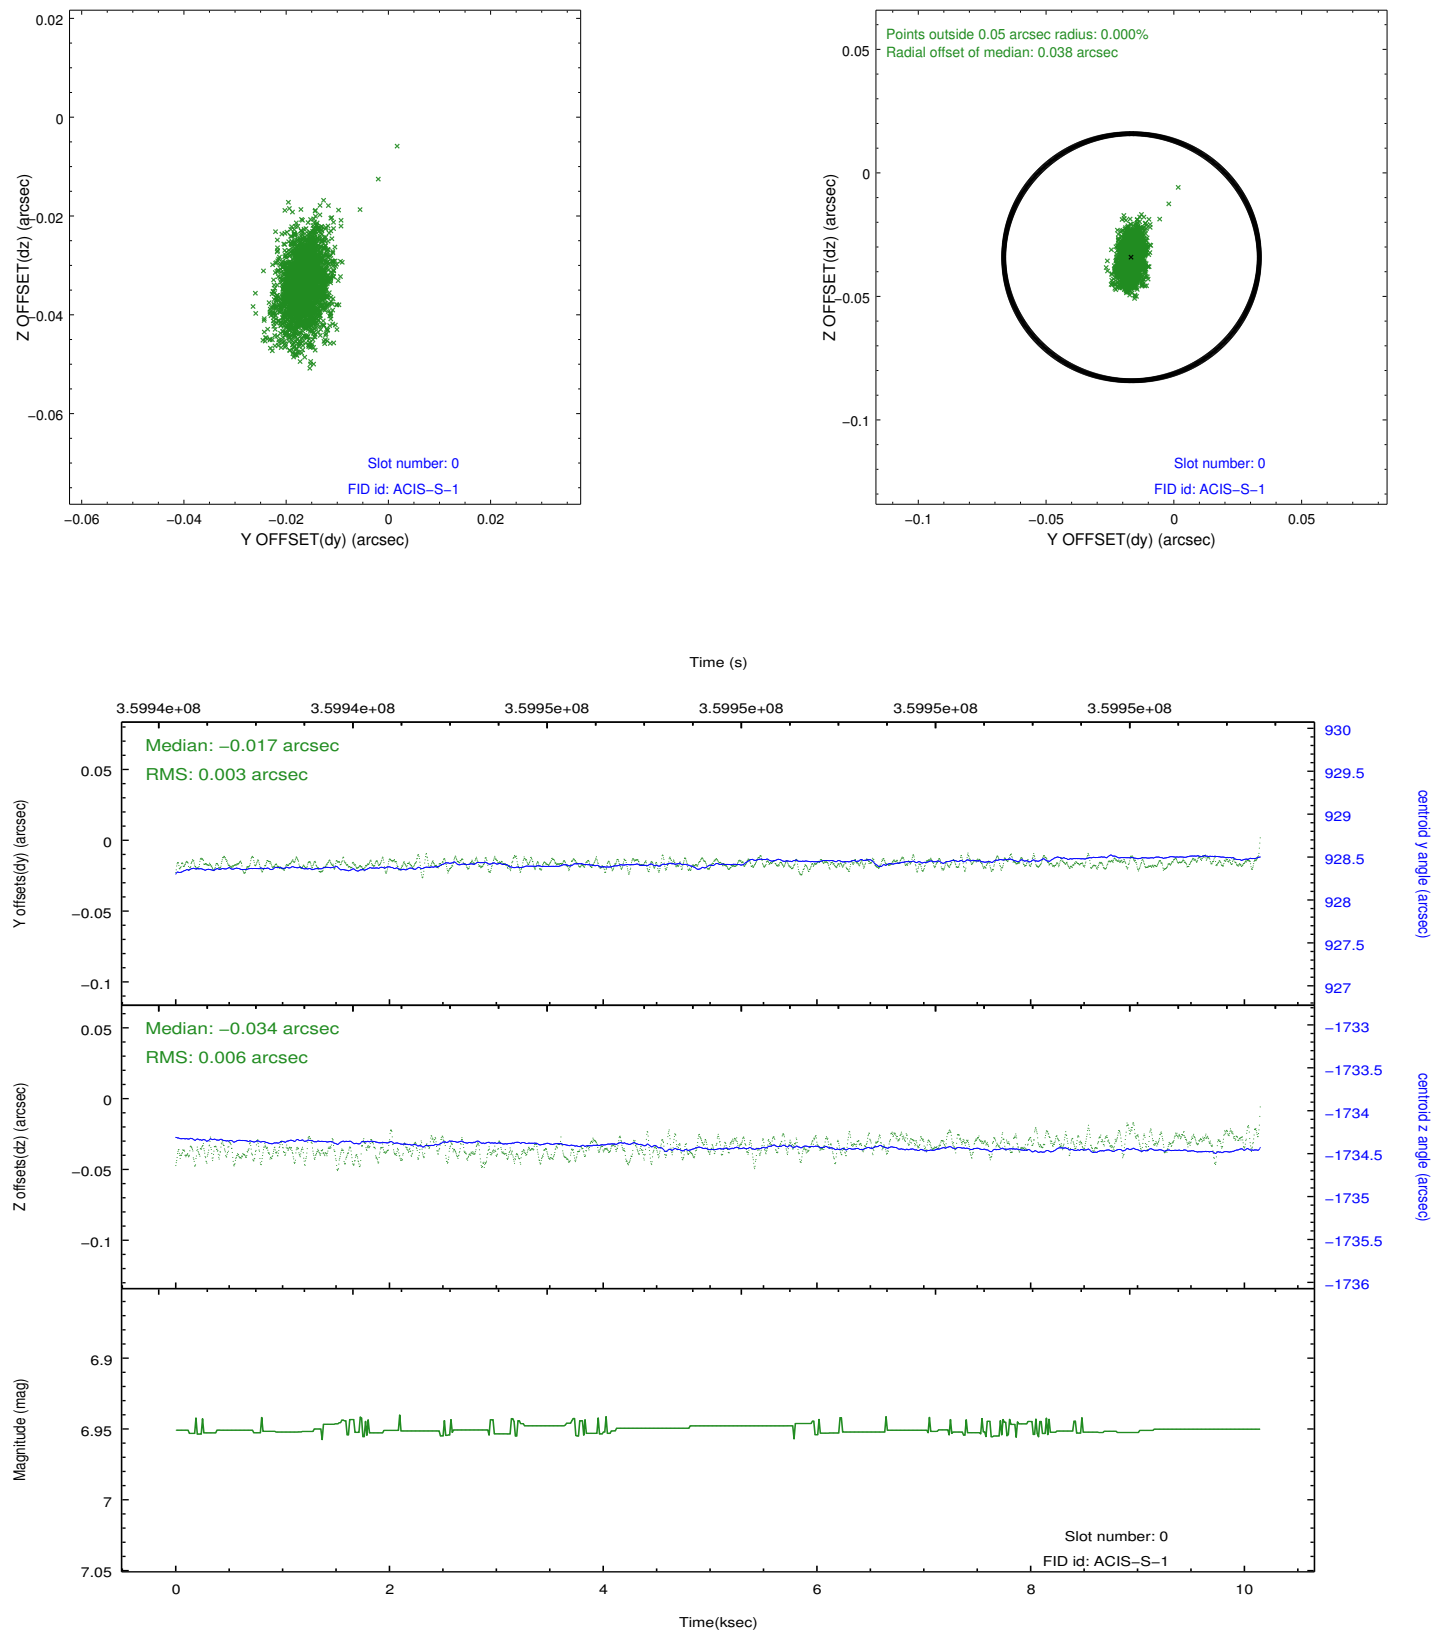 0.02
0
−0.02
−0.04
−0.06
Z OFFSET(dz) (arcsec)
Slot number: 0
FID id: ACIS−S−1
−0.06
−0.04
−0.02
0
0.02
Y OFFSET(dy) (arcsec)
Points outside 0.05 arcsec radius: 0.000%
Radial offset of median: 0.038 arcsec
0.05
0
−0.05
−0.1
Z OFFSET(dz) (arcsec)
Slot number: 0
FID id: ACIS−S−1
−0.1
−0.05
0
0.05
Y OFFSET(dy) (arcsec)
Time (s)
3.5994e+08
3.5994e+08
3.5995e+08
3.5995e+08
3.5995e+08
3.5995e+08
Median: −0.017 arcsec
RMS: 0.003 arcsec
0.05
0
−0.05
−0.1
Y offsets(dy) (arcsec)
930
929.5
929
928.5
928
927.5
927
centroid y angle (arcsec)
Median: −0.034 arcsec
RMS: 0.006 arcsec
0.05
0
−0.05
−0.1
Z offsets(dz) (arcsec)
−1733
−1733.5
−1734
−1734.5
−1735
−1735.5
−1736
centroid z angle (arcsec)
6.9
6.95
7
7.05
Magnitude (mag)
Slot number: 0
FID id: ACIS−S−1
0
2
4
6
8
10
Time(ksec)